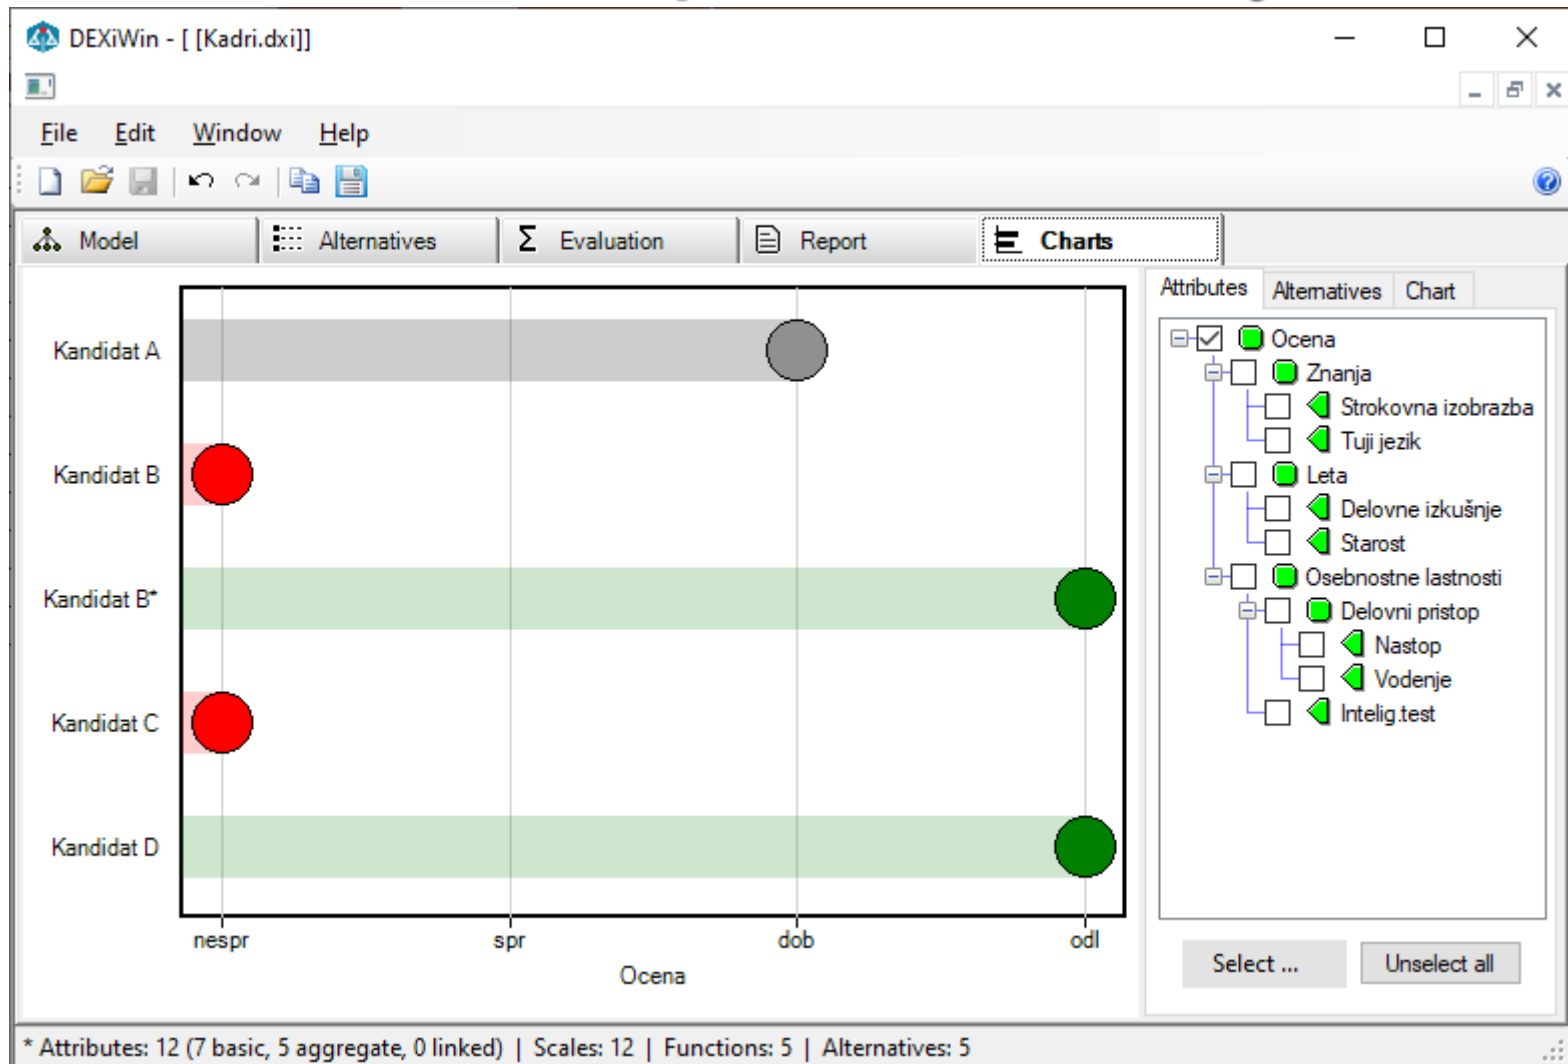 DEXiWin - [ [Kadri.dxi]]
File Edit Window Help
Model Alternatives Σ Evaluation Report Charts
Kandidat A
Kandidat B
Kandidat B*
Kandidat C
Kandidat D
nespr spr dob odl
Ocena
Attributes Alternatives Chart
Ocena
Znanja
Strokovna izobrazba
Tuji jezik
Leta
Delovne izkušnje
Starost
Osebnostne lastnosti
Delovni pristop
Nastop
Vodenje
Intelig.test
Select ... Unselect all
* Attributes: 12 (7 basic, 5 aggregate, 0 linked) | Scales: 12 | Functions: 5 | Alternatives: 5